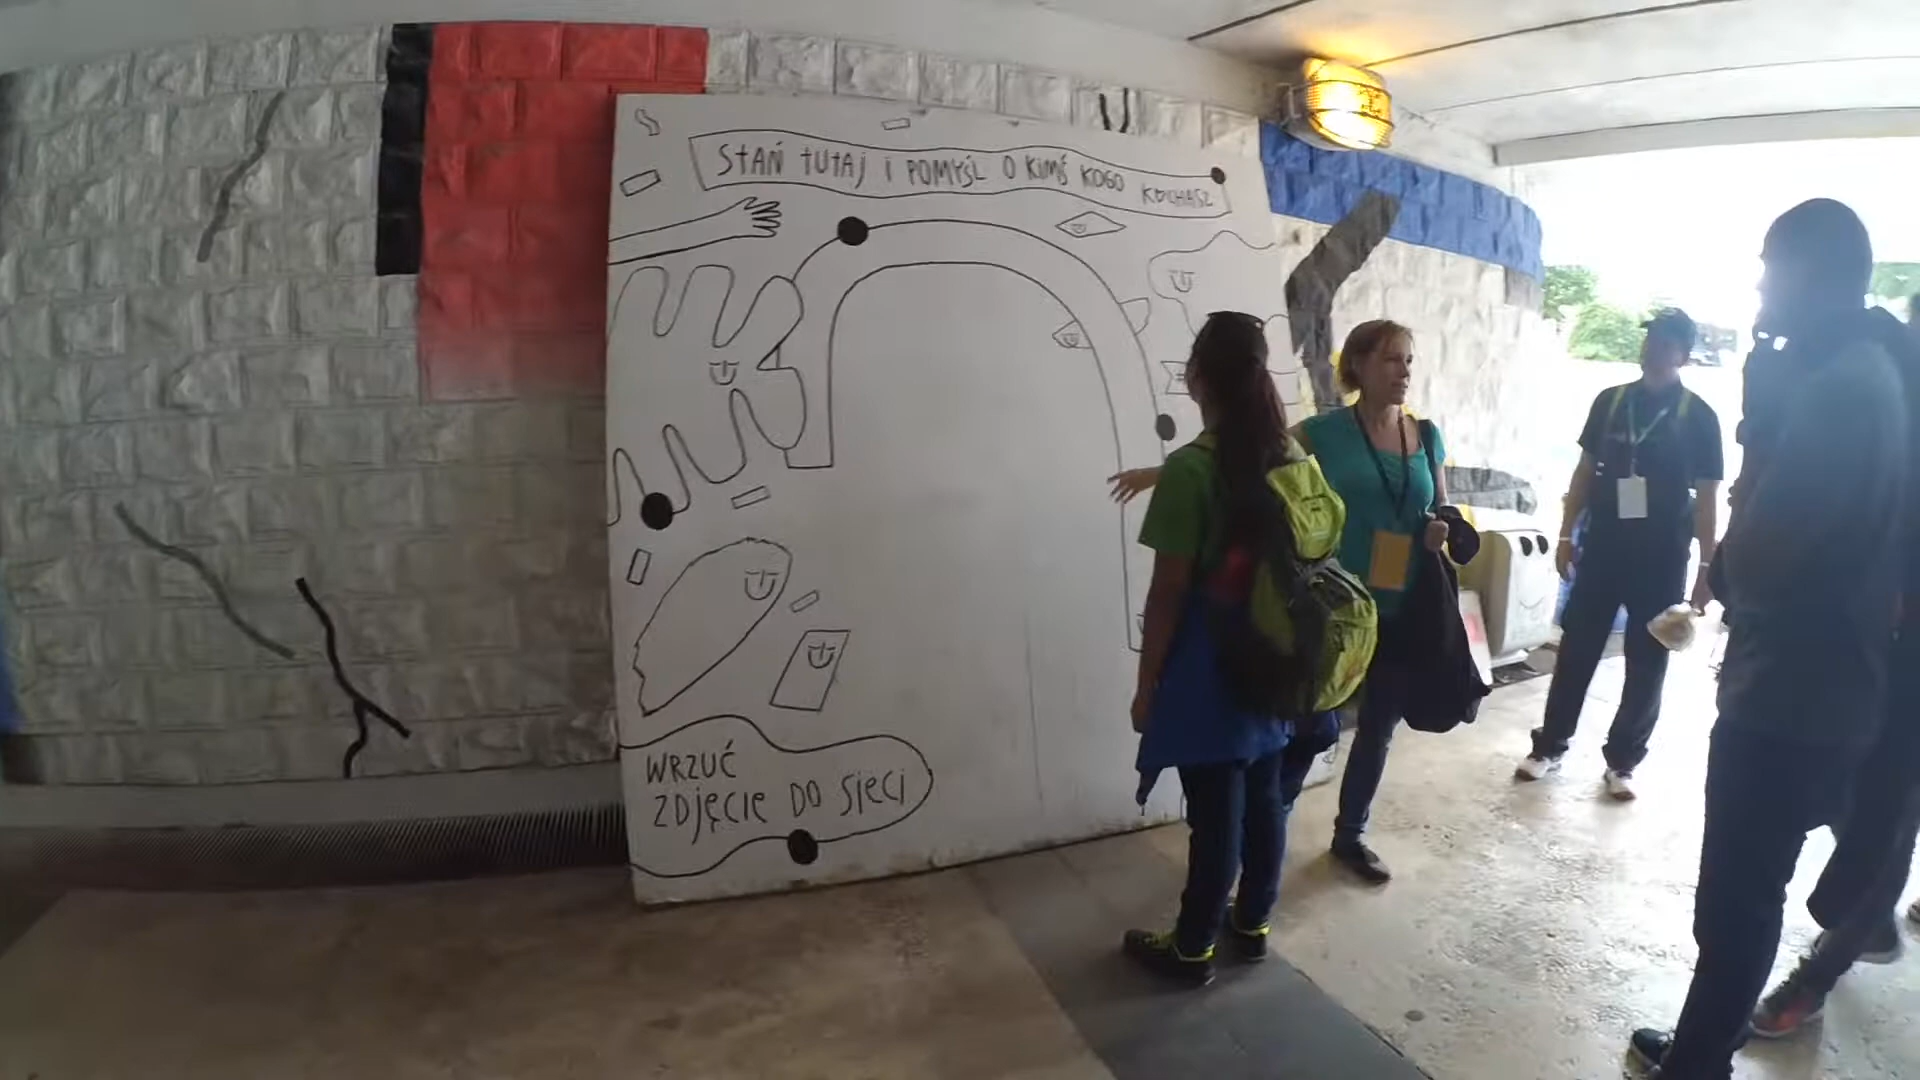 STAŃ TUTAJ I POMYŚL O KIMŚ KOGO KOCHASZ
WRZUĆ
ZDJĘCIE DO SIECI